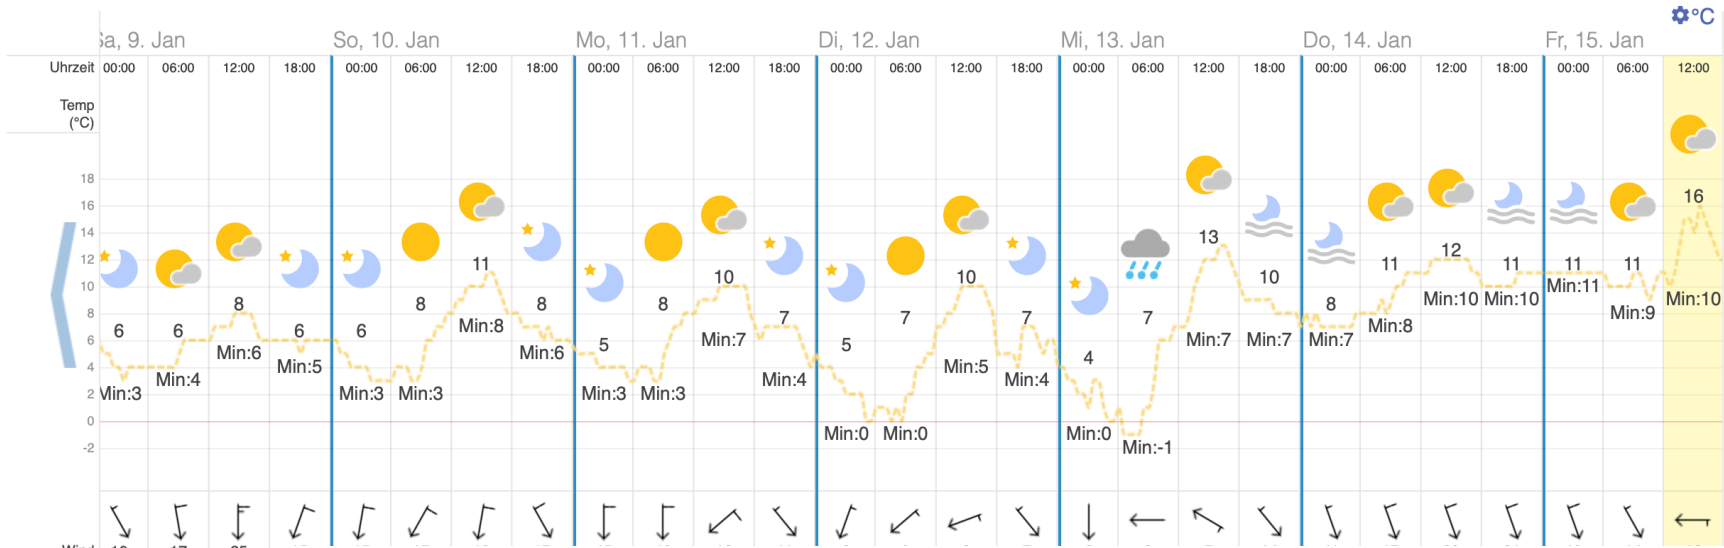 °C
Sa, 9. Jan So, 10. Jan Mo, 11. Jan Di, 12. Jan Mi, 13. Jan Do, 14. Jan Fr, 15. Jan
Uhrzeit 00:00 06:00 12:00 18:00 00:00 06:00 12:00 18:00 00:00 06:00 12:00 18:00 00:00 06:00 12:00 18:00 00:00 06:00 12:00 18:00 00:00 06:00 12:00 18:00 00:00 06:00 12:00
Temp
(°C)
18
16 16
14 13
12 11 11 12 11 11 11
10 10 10 10 Min:10 Min:10 Min:11 Min:10
8 8 8 8 8 7 7 7 7 8 Min:9
6 6 6 6 Min:8 6 Min:8
Min:6 Min:5 Min:6 5 Min:7 5 Min:7 Min:7 Min:7
4 Min:4 Min:4 Min:5 Min:4 4
2 Min:3 Min:3 Min:3 Min:3 Min:3
0 Min:0 Min:0 Min:0
-2 Min:-1
Wind